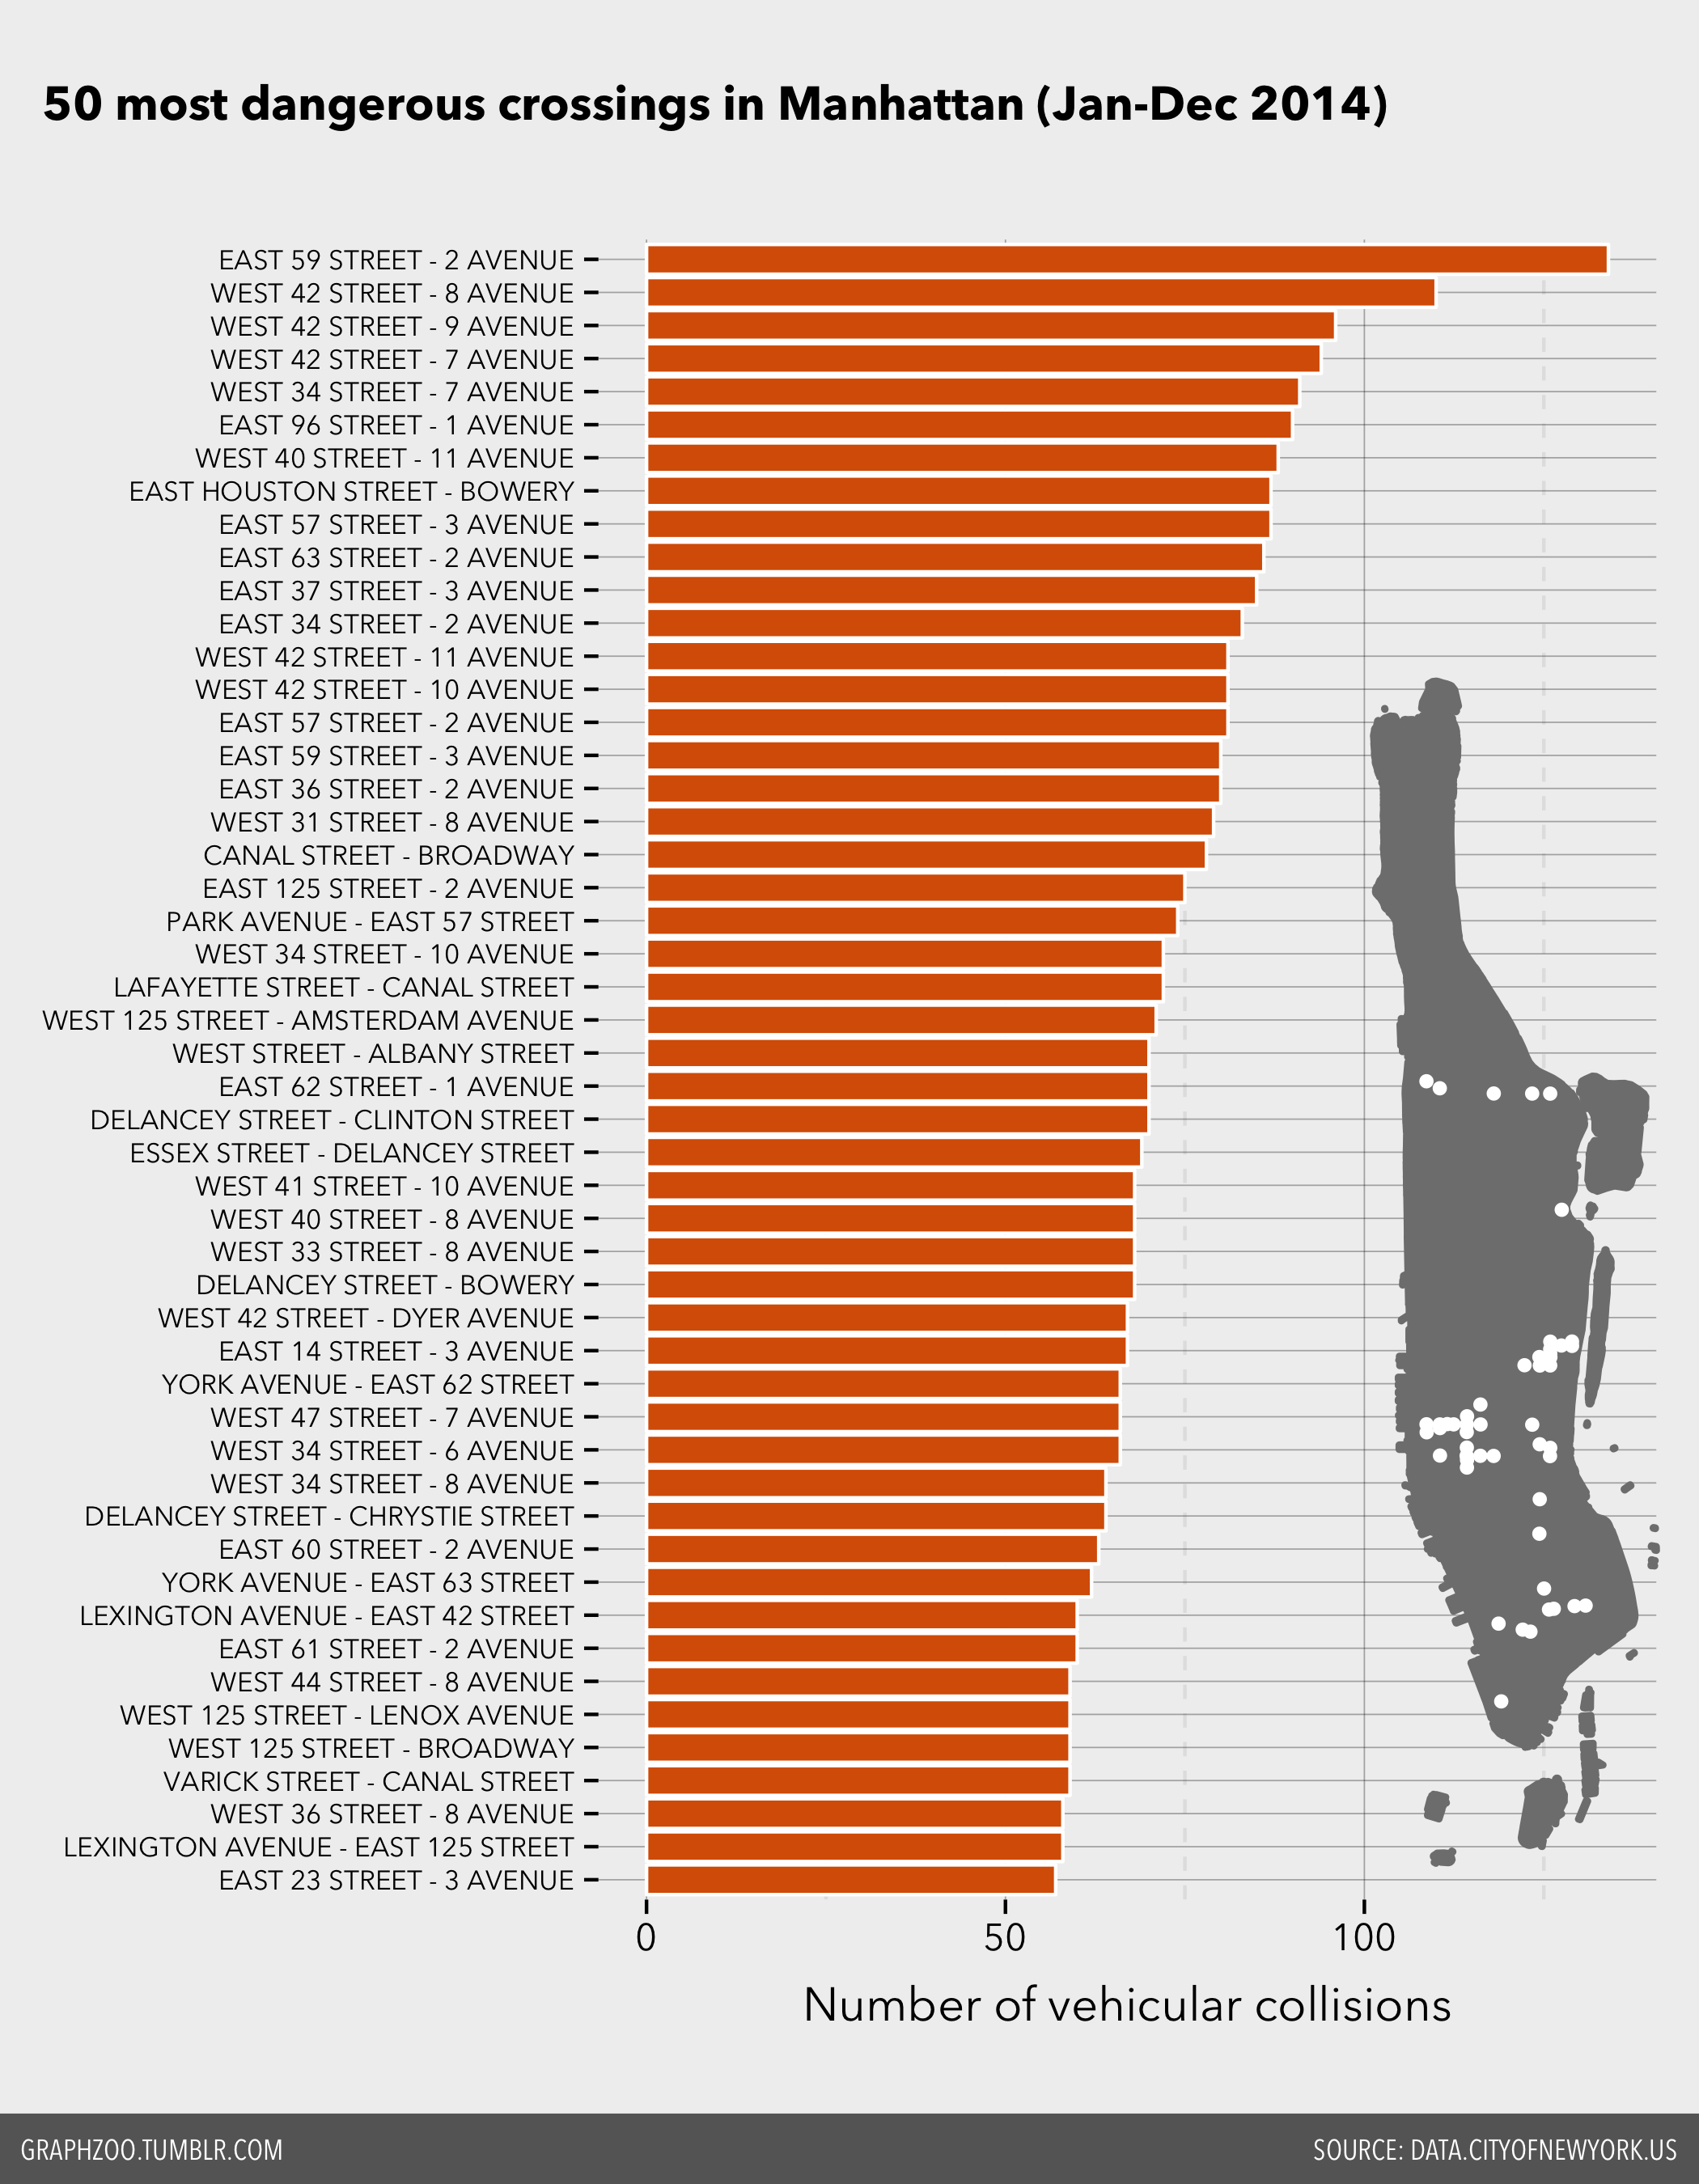 50 most dangerous crossings in Manhattan (Jan-Dec 2014)
EAST 59 STREET - 2 AVENUE
WEST 42 STREET - 8 AVENUE
WEST 42 STREET - 9 AVENUE
WEST 42 STREET - 7 AVENUE
WEST 34 STREET - 7 AVENUE
EAST 96 STREET - 1 AVENUE
WEST 40 STREET - 11 AVENUE
EAST HOUSTON STREET - BOWERY
EAST 57 STREET - 3 AVENUE
EAST 63 STREET - 2 AVENUE
EAST 37 STREET - 3 AVENUE
EAST 34 STREET - 2 AVENUE
WEST 42 STREET - 11 AVENUE
WEST 42 STREET - 10 AVENUE
EAST 57 STREET - 2 AVENUE
EAST 59 STREET - 3 AVENUE
EAST 36 STREET - 2 AVENUE
WEST 31 STREET - 8 AVENUE
CANAL STREET - BROADWAY
EAST 125 STREET - 2 AVENUE
PARK AVENUE - EAST 57 STREET
WEST 34 STREET - 10 AVENUE
LAFAYETTE STREET - CANAL STREET
WEST 125 STREET - AMSTERDAM AVENUE
WEST STREET - ALBANY STREET
EAST 62 STREET - 1 AVENUE
DELANCEY STREET - CLINTON STREET
ESSEX STREET - DELANCEY STREET
WEST 41 STREET - 10 AVENUE
WEST 40 STREET - 8 AVENUE
WEST 33 STREET - 8 AVENUE
DELANCEY STREET - BOWERY
WEST 42 STREET - DYER AVENUE
EAST 14 STREET - 3 AVENUE
YORK AVENUE - EAST 62 STREET
WEST 47 STREET - 7 AVENUE
WEST 34 STREET - 6 AVENUE
WEST 34 STREET - 8 AVENUE
DELANCEY STREET - CHRYSTIE STREET
EAST 60 STREET - 2 AVENUE
YORK AVENUE - EAST 63 STREET
LEXINGTON AVENUE - EAST 42 STREET
EAST 61 STREET - 2 AVENUE
WEST 44 STREET - 8 AVENUE
WEST 125 STREET - LENOX AVENUE
WEST 125 STREET - BROADWAY
VARICK STREET - CANAL STREET
WEST 36 STREET - 8 AVENUE
LEXINGTON AVENUE - EAST 125 STREET
EAST 23 STREET - 3 AVENUE
0 50 100
Number of vehicular collisions
GRAPHZOO.TUMBLR.COM
SOURCE: DATA.CITYOFNEWYORK.US